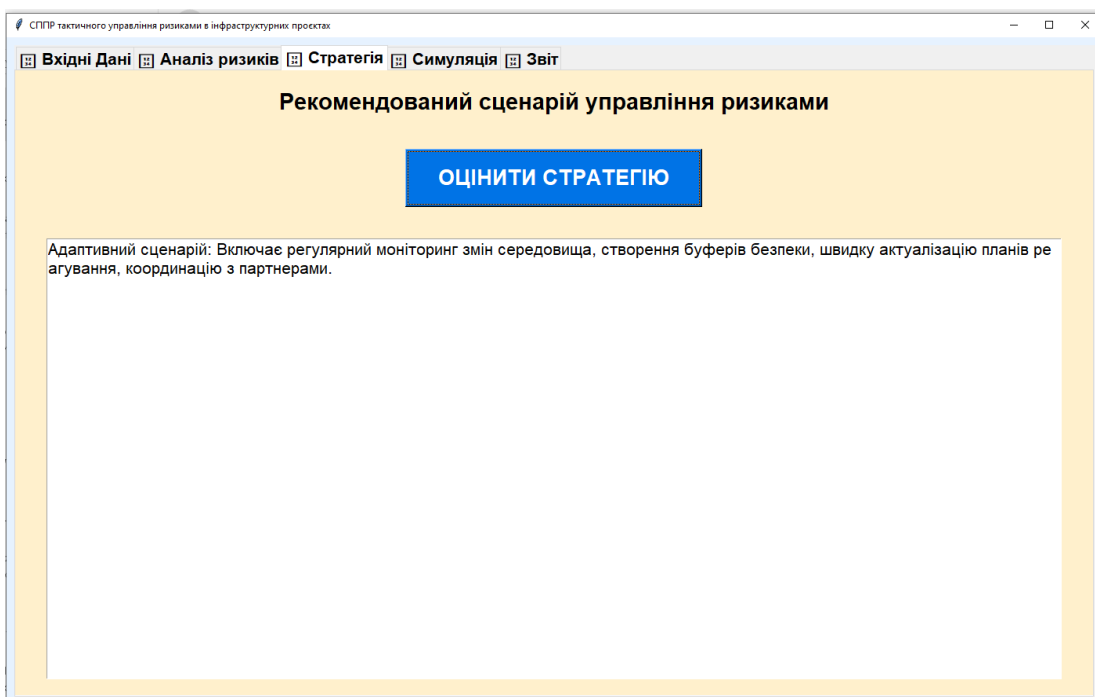 СППР тактичного управління ризиками в інфраструктурних проєктах
Вхідні Дані Аналіз ризиків Стратегія Симуляція Звіт
Рекомендований сценарій управління ризиками
ОЦІНИТИ СТРАТЕГІЮ
Адаптивний сценарій: Включає регулярний моніторинг змін середовища, створення буферів безпеки, швидку актуалізацію планів ре
агування, координацію з партнерами.